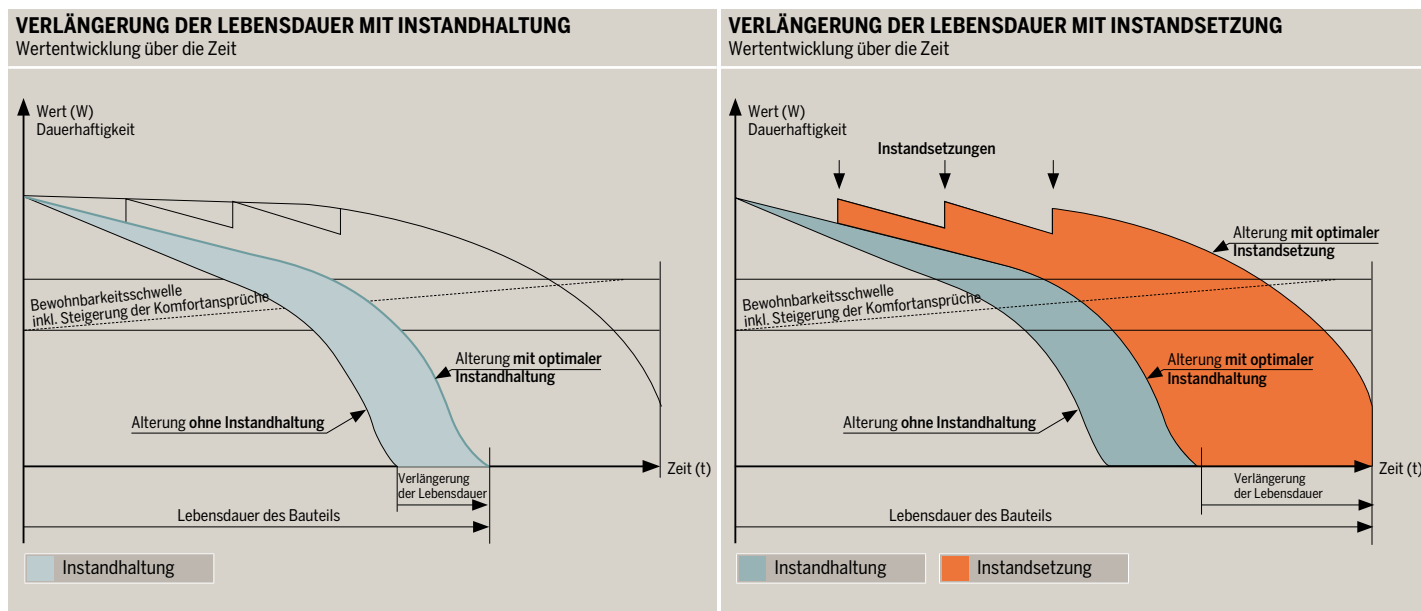 VERLÄNGERUNG DER LEBENSDAUER MIT INSTANDHALTUNG
Wertentwicklung über die Zeit
Wert (W)
Dauerhaftigkeit
Bewohnbarkeitsschwelle
inkl. Steigerung der Komfortansprüche
Alterung mit optimaler
Instandhaltung
Alterung ohne Instandhaltung
Zeit (t)
Verlängerung
der Lebensdauer
Lebensdauer des Bauteils
Instandhaltung
VERLÄNGERUNG DER LEBENSDAUER MIT INSTANDSETZUNG
Wertentwicklung über die Zeit
Wert (W)
Dauerhaftigkeit
Instandsetzungen
Alterung mit optimaler
Instandsetzung
Bewohnbarkeitsschwelle
inkl. Steigerung der Komfortansprüche
Alterung mit optimaler
Instandhaltung
Alterung ohne Instandhaltung
Zeit (t)
Verlängerung
der Lebensdauer
Lebensdauer des Bauteils
Instandhaltung
Instandsetzung